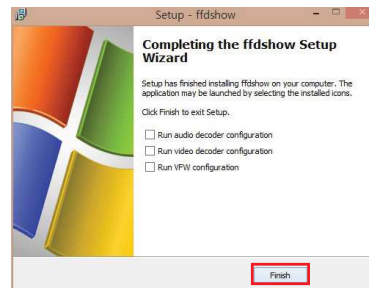 Setup - ffdshow
Completing the ffdshow Setup
Wizard
Setup has finished installing ffdshow on your computer. The
application may be launched by selecting the installed icons.
Click Finish to exit Setup.
Run audio decoder configuration
Run video decoder configuration
Run VFW configuration
Finish